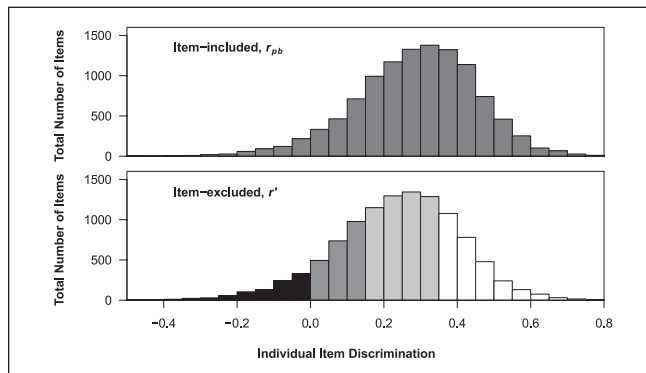 1500
Item−included, rpb
1000
500
0
Total Number of Items
1500
Item−excluded, r′
1000
500
0
Total Number of Items
−0.4 −0.2 0.0 0.2 0.4 0.6 0.8
Individual Item Discrimination